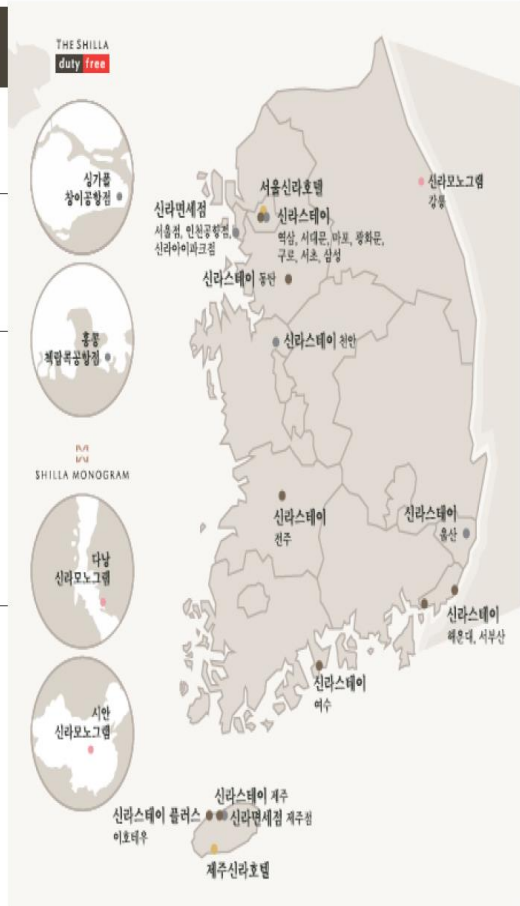 THE SHILLA
duty free
싱가폴
창이공항점
홍콩
첵랍콕공항점
SHILLA MONOGRAM
다낭
신라모노그램
시안
신라모노그램
서울신라호텔
신라모노그램
강릉
신라면세점
서울점, 인천공항점,
신라아이파크점
신라스테이
역삼, 서대문, 마포, 광화문,
구로, 서초, 삼성
신라스테이 동탄
신라스테이 천안
신라스테이
전주
신라스테이
울산
신라스테이
해운대, 서부산
신라스테이
여수
신라스테이 제주
신라스테이 플러스
이호테우
신라면세점 제주점
제주신라호텔